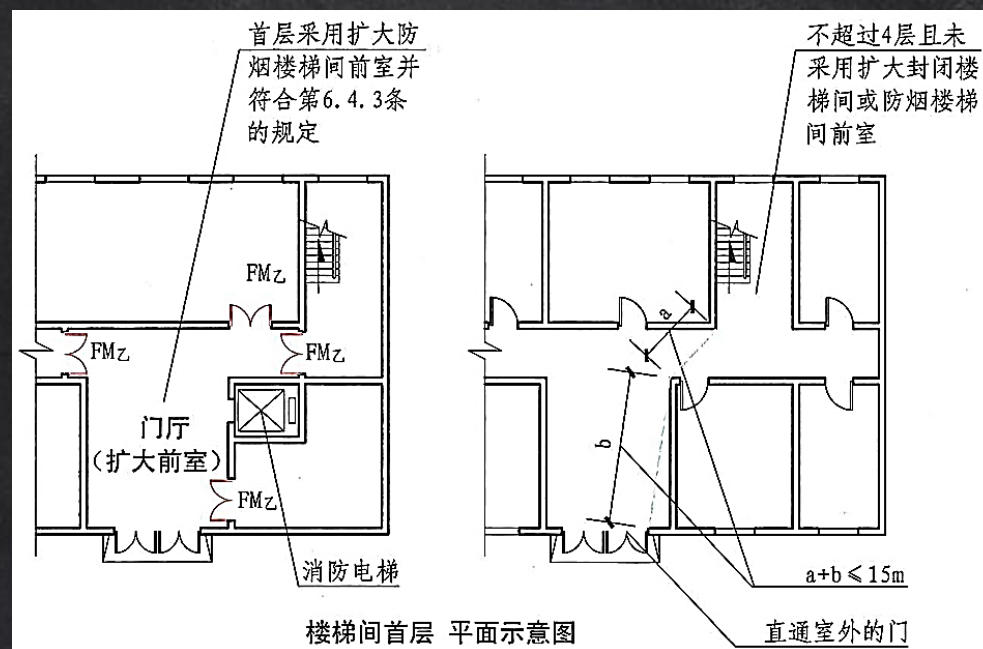 首层采用扩大防
烟楼梯间前室并
符合第6.4.3条
的规定
不超过4层且未
采用扩大封闭楼
梯间或防烟楼梯
间前室
FM乙
FM乙
FM乙
门厅
(扩大前室)
FM乙
消防电梯
a
b
a+b≤15m
直通室外的门
楼梯间首层 平面示意图